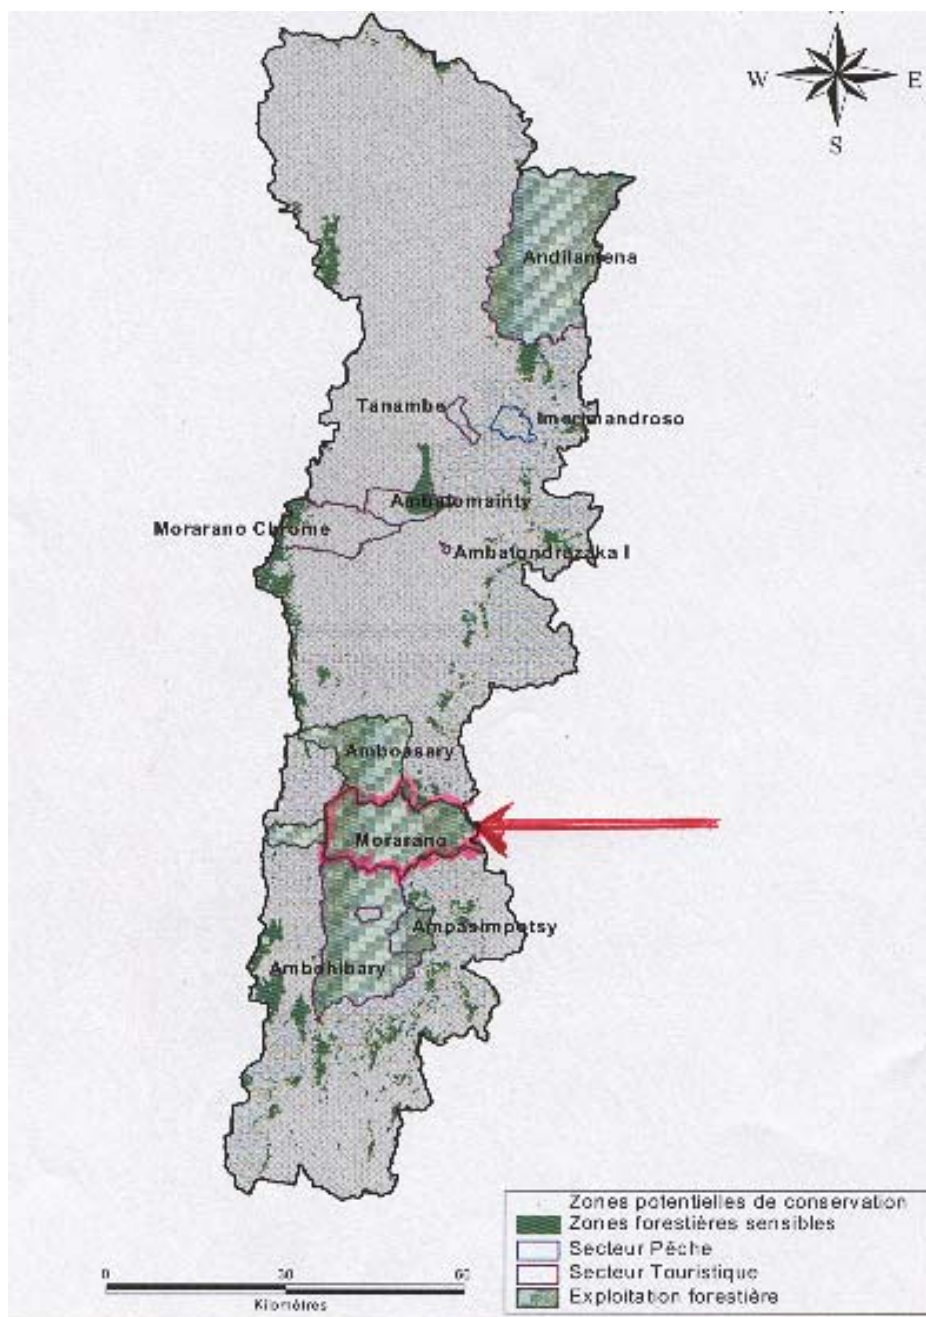 W
E
S
Andilamena
Tanambe
Imerimandroso
Ambatomainty
Morarano Chrome
Ambatondrazaka I
Amboasary
Morarano
Ampasimpotsy
Ambohibary
Zones potentielles de conservation
Zones forestières sensibles
Secteur Pêche
Secteur Touristique
Exploitation forestière
0 30 60
Kilomètres